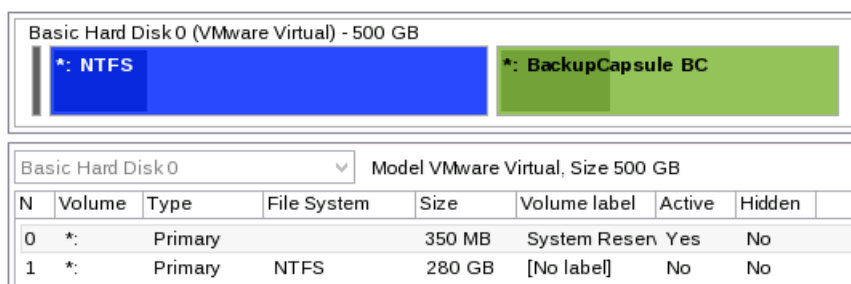 Basic Hard Disk 0 (VMware Virtual) - 500 GB
*: NTFS *: BackupCapsule BC
Basic Hard Disk 0 Model VMware Virtual, Size 500 GB
N Volume Type File System Size Volume label Active Hidden
0 *: Primary 350 MB System Reserv Yes No
1 *: Primary NTFS 280 GB [No label] No No